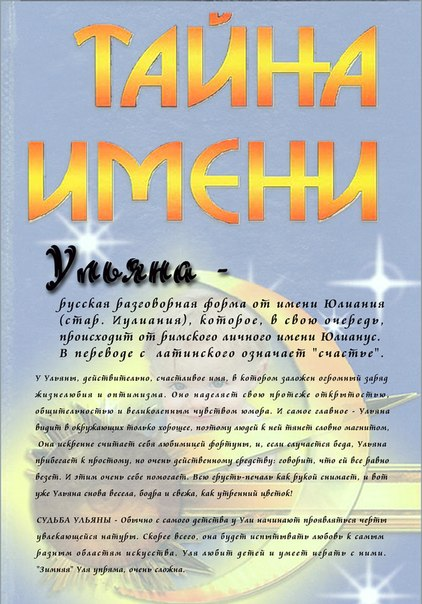 ТАЙНА
ИМЕНИ
Ульяна -
русская разговорная форма от имени Юлиания
(стар. Иулиания), которое, в свою очередь,
происходит от римского личного имени Юлианус.
В переводе с латинского означает "счастье".
У Ульяны, действительно, счастливое имя, в котором заложен огромный заряд
жизнелюбия и оптимизма. Оно наделяет свою протеже открытостью,
общительностью и великолепным чувством юмора. И самое главное - Ульяна
видит в окружающих только хорошее, поэтому людей к ней тянет словно магнитом.
Она искренне считает себя любимицей фортуны, и, если случается беда, Ульяна
прибегает к простому, но очень действенному средству: говорит, что ей все равно
везет. И этим очень себе помогает. Всю грусть-печаль как рукой снимает, и вот
уже Ульяна снова весела, бодра и свежа, как утренний цветок!
СУДЬБА УЛЬЯНЫ - Обычно с самого детства у Ули начинают проявляться черты
увлекающейся натуры. Скорее всего, она будет испытывать любовь к самым
разным областям искусства. Уля любит детей и умеет играть с ними.
"Зимняя" Уля упряма, очень сложна.